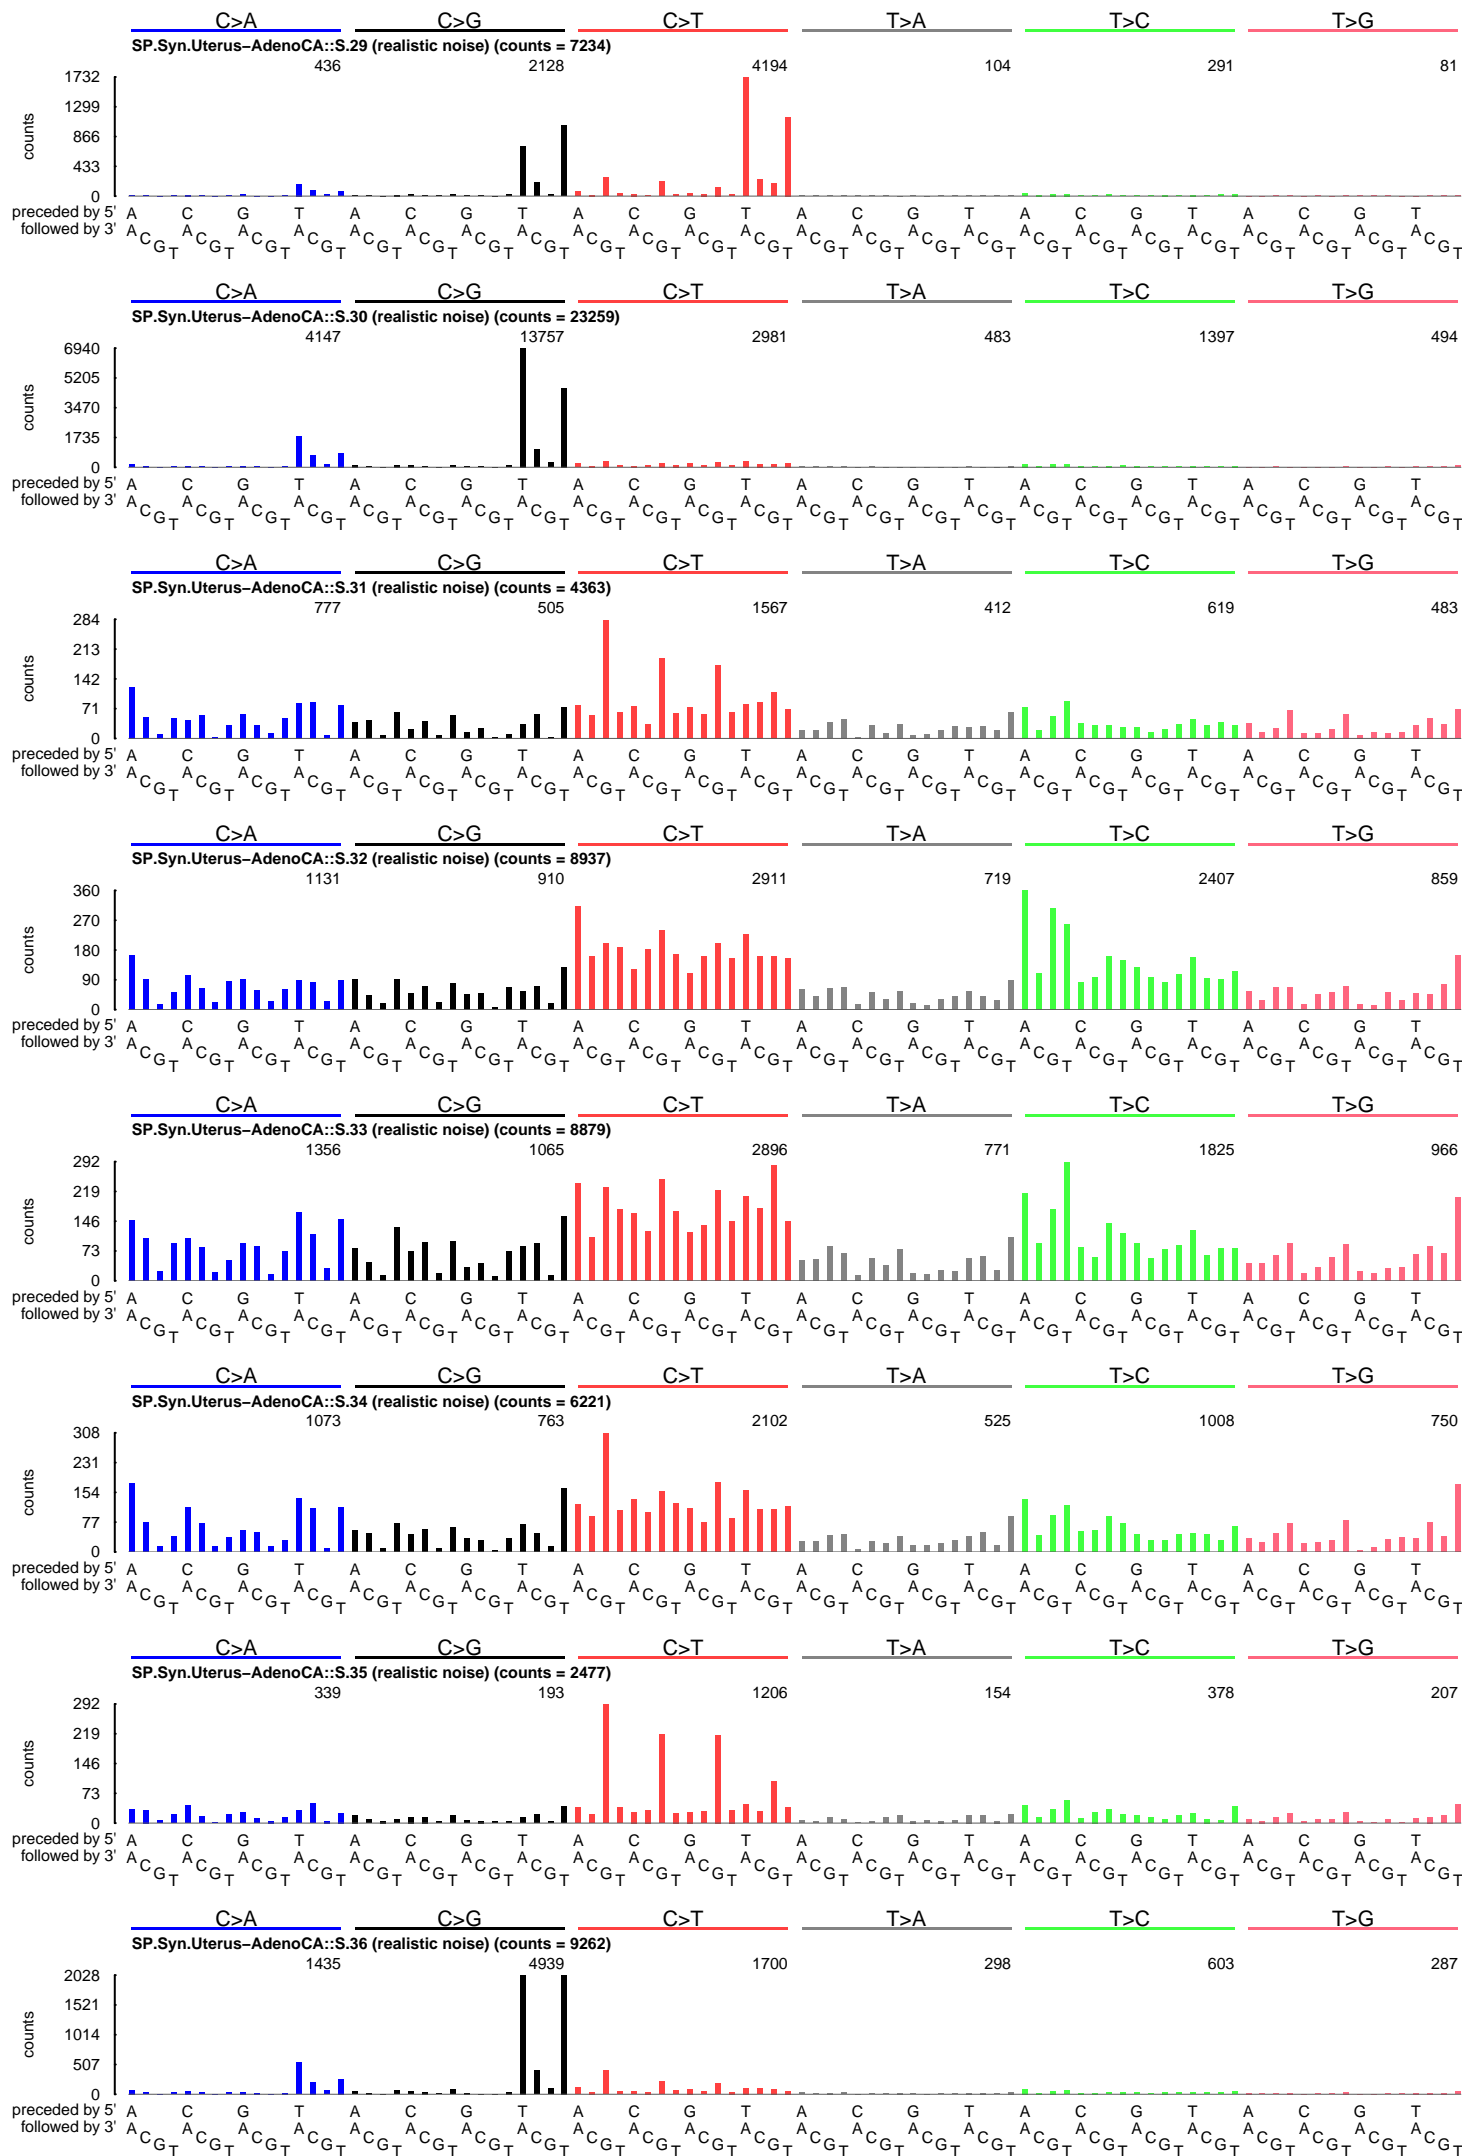 C>A C>G C>T T>A T>C T>G
SP.Syn.Uterus−AdenoCA::S.29 (realistic noise) (counts = 7234)
436 2128 4194 104 291 81
1732
1299
866
433
0
counts
preceded by 5' A C G T A C G T A C G T A C G T A C G T A C G T
followed by 3' A C G T A C G T A C G T A C G T A C G T A C G T A C G T A C G T A C G T A C G T A C G T A C G T A C G T A C G T A C G T A C G T A C G T A C G T A C G T A C G T A C G T A C G T A C G T A C G T
C>A C>G C>T T>A T>C T>G
SP.Syn.Uterus−AdenoCA::S.30 (realistic noise) (counts = 23259)
4147 13757 2981 483 1397 494
6940
5205
3470
1735
0
counts
preceded by 5' A C G T A C G T A C G T A C G T A C G T A C G T
followed by 3' A C G T A C G T A C G T A C G T A C G T A C G T A C G T A C G T A C G T A C G T A C G T A C G T A C G T A C G T A C G T A C G T A C G T A C G T A C G T A C G T A C G T A C G T A C G T A C G T
C>A C>G C>T T>A T>C T>G
SP.Syn.Uterus−AdenoCA::S.31 (realistic noise) (counts = 4363)
777 505 1567 412 619 483
284
213
142
71
0
counts
preceded by 5' A C G T A C G T A C G T A C G T A C G T A C G T
followed by 3' A C G T A C G T A C G T A C G T A C G T A C G T A C G T A C G T A C G T A C G T A C G T A C G T A C G T A C G T A C G T A C G T A C G T A C G T A C G T A C G T A C G T A C G T A C G T A C G T
C>A C>G C>T T>A T>C T>G
SP.Syn.Uterus−AdenoCA::S.32 (realistic noise) (counts = 8937)
1131 910 2911 719 2407 859
360
270
180
90
0
counts
preceded by 5' A C G T A C G T A C G T A C G T A C G T A C G T
followed by 3' A C G T A C G T A C G T A C G T A C G T A C G T A C G T A C G T A C G T A C G T A C G T A C G T A C G T A C G T A C G T A C G T A C G T A C G T A C G T A C G T A C G T A C G T A C G T A C G T
C>A C>G C>T T>A T>C T>G
SP.Syn.Uterus−AdenoCA::S.33 (realistic noise) (counts = 8879)
1356 1065 2896 771 1825 966
292
219
146
73
0
counts
preceded by 5' A C G T A C G T A C G T A C G T A C G T A C G T
followed by 3' A C G T A C G T A C G T A C G T A C G T A C G T A C G T A C G T A C G T A C G T A C G T A C G T A C G T A C G T A C G T A C G T A C G T A C G T A C G T A C G T A C G T A C G T A C G T A C G T
C>A C>G C>T T>A T>C T>G
SP.Syn.Uterus−AdenoCA::S.34 (realistic noise) (counts = 6221)
1073 763 2102 525 1008 750
308
231
154
77
0
counts
preceded by 5' A C G T A C G T A C G T A C G T A C G T A C G T
followed by 3' A C G T A C G T A C G T A C G T A C G T A C G T A C G T A C G T A C G T A C G T A C G T A C G T A C G T A C G T A C G T A C G T A C G T A C G T A C G T A C G T A C G T A C G T A C G T A C G T
C>A C>G C>T T>A T>C T>G
SP.Syn.Uterus−AdenoCA::S.35 (realistic noise) (counts = 2477)
339 193 1206 154 378 207
292
219
146
73
0
counts
preceded by 5' A C G T A C G T A C G T A C G T A C G T A C G T
followed by 3' A C G T A C G T A C G T A C G T A C G T A C G T A C G T A C G T A C G T A C G T A C G T A C G T A C G T A C G T A C G T A C G T A C G T A C G T A C G T A C G T A C G T A C G T A C G T A C G T
C>A C>G C>T T>A T>C T>G
SP.Syn.Uterus−AdenoCA::S.36 (realistic noise) (counts = 9262)
1435 4939 1700 298 603 287
2028
1521
1014
507
0
counts
preceded by 5' A C G T A C G T A C G T A C G T A C G T A C G T
followed by 3' A C G T A C G T A C G T A C G T A C G T A C G T A C G T A C G T A C G T A C G T A C G T A C G T A C G T A C G T A C G T A C G T A C G T A C G T A C G T A C G T A C G T A C G T A C G T A C G T